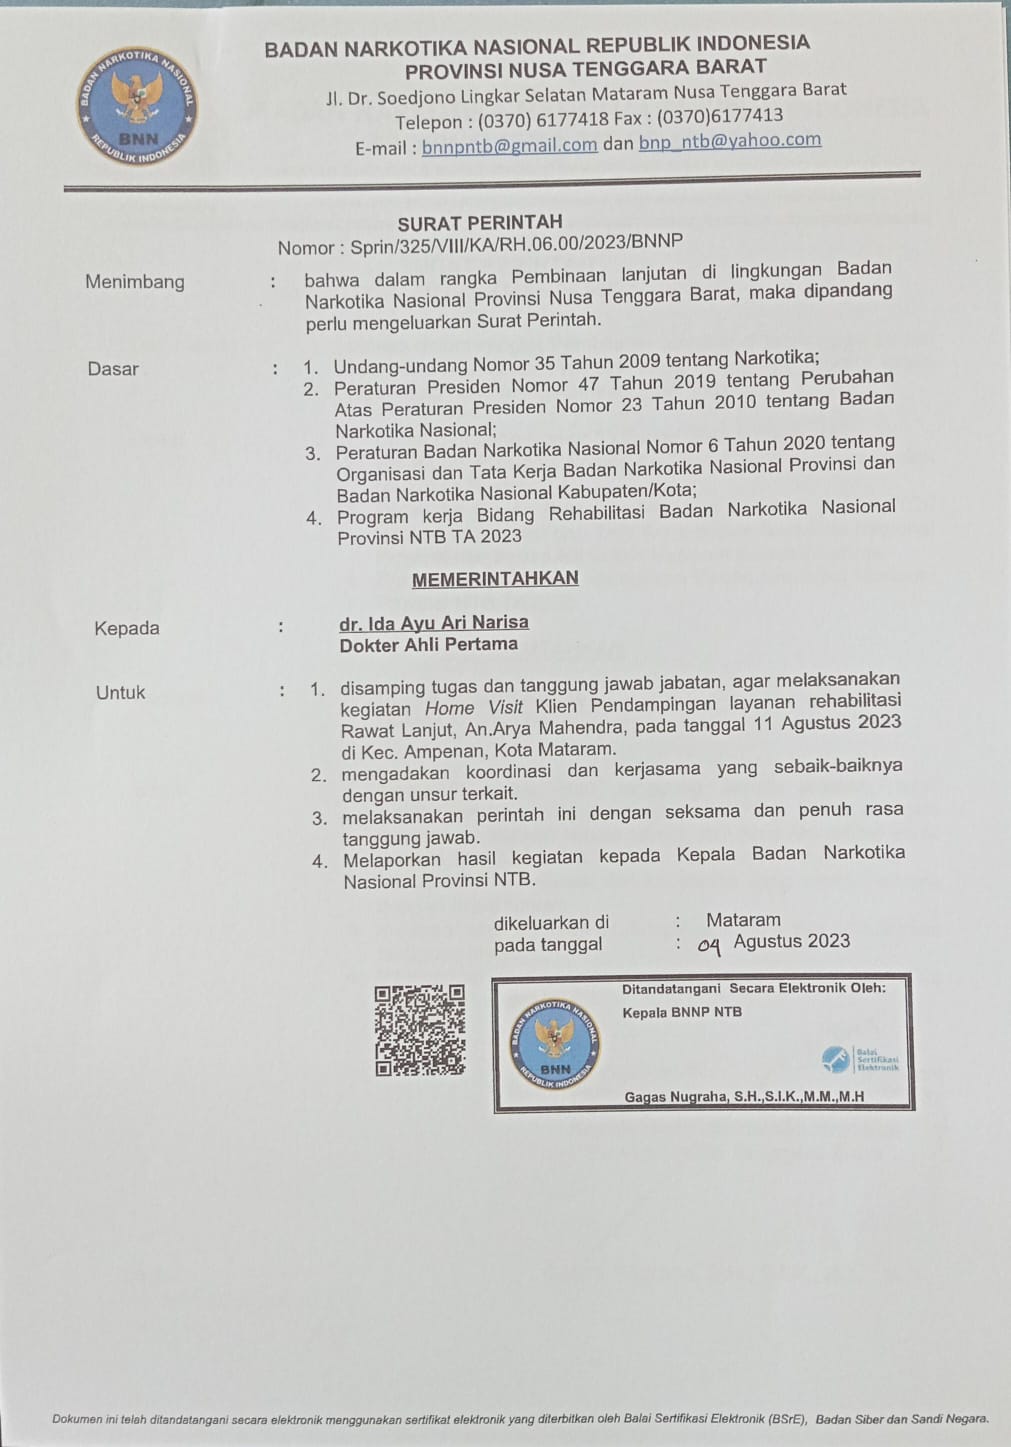 BADAN NARKOTIKA NASIONAL REPUBLIK INDONESIA
PROVINSI NUSA TENGGARA BARAT
Jl. Dr. Soedjono Lingkar Selatan Mataram Nusa Tenggara Barat
Telepon : (0370) 6177418 Fax : (0370)6177413
E-mail : bnnpntb@gmail.com dan bnp_ntb@yahoo.com
BADAN NARKOTIKA NASIONAL
BNN
REPUBLIK INDONESIA
SURAT PERINTAH
Nomor : Sprin/325/VIII/KA/RH.06.00/2023/BNNP
Menimbang : bahwa dalam rangka Pembinaan lanjutan di lingkungan Badan
Narkotika Nasional Provinsi Nusa Tenggara Barat, maka dipandang
perlu mengeluarkan Surat Perintah.
Dasar : 1. Undang-undang Nomor 35 Tahun 2009 tentang Narkotika;
2. Peraturan Presiden Nomor 47 Tahun 2019 tentang Perubahan
Atas Peraturan Presiden Nomor 23 Tahun 2010 tentang Badan
Narkotika Nasional;
3. Peraturan Badan Narkotika Nasional Nomor 6 Tahun 2020 tentang
Organisasi dan Tata Kerja Badan Narkotika Nasional Provinsi dan
Badan Narkotika Nasional Kabupaten/Kota;
4. Program kerja Bidang Rehabilitasi Badan Narkotika Nasional
Provinsi NTB TA 2023
MEMERINTAHKAN
Kepada : dr. Ida Ayu Ari Narisa
Dokter Ahli Pertama
Untuk : 1. disamping tugas dan tanggung jawab jabatan, agar melaksanakan
kegiatan Home Visit Klien Pendampingan layanan rehabilitasi
Rawat Lanjut, An.Arya Mahendra, pada tanggal 11 Agustus 2023
di Kec. Ampenan, Kota Mataram.
2. mengadakan koordinasi dan kerjasama yang sebaik-baiknya
dengan unsur terkait.
3. melaksanakan perintah ini dengan seksama dan penuh rasa
tanggung jawab.
4. Melaporkan hasil kegiatan kepada Kepala Badan Narkotika
Nasional Provinsi NTB.
dikeluarkan di : Mataram
pada tanggal : 09 Agustus 2023
Ditandatangani Secara Elektronik Oleh:
Kepala BNNP NTB
BADAN NARKOTIKA NASIONAL
BNN
REPUBLIK INDONESIA
Balai
Sertifikasi
Elektronik
Gagas Nugraha, S.H.,S.I.K.,M.M.,M.H
Dokumen ini telah ditandatangani secara elektronik menggunakan sertifikat elektronik yang diterbitkan oleh Balai Sertifikasi Elektronik (BSrE), Badan Siber dan Sandi Negara.